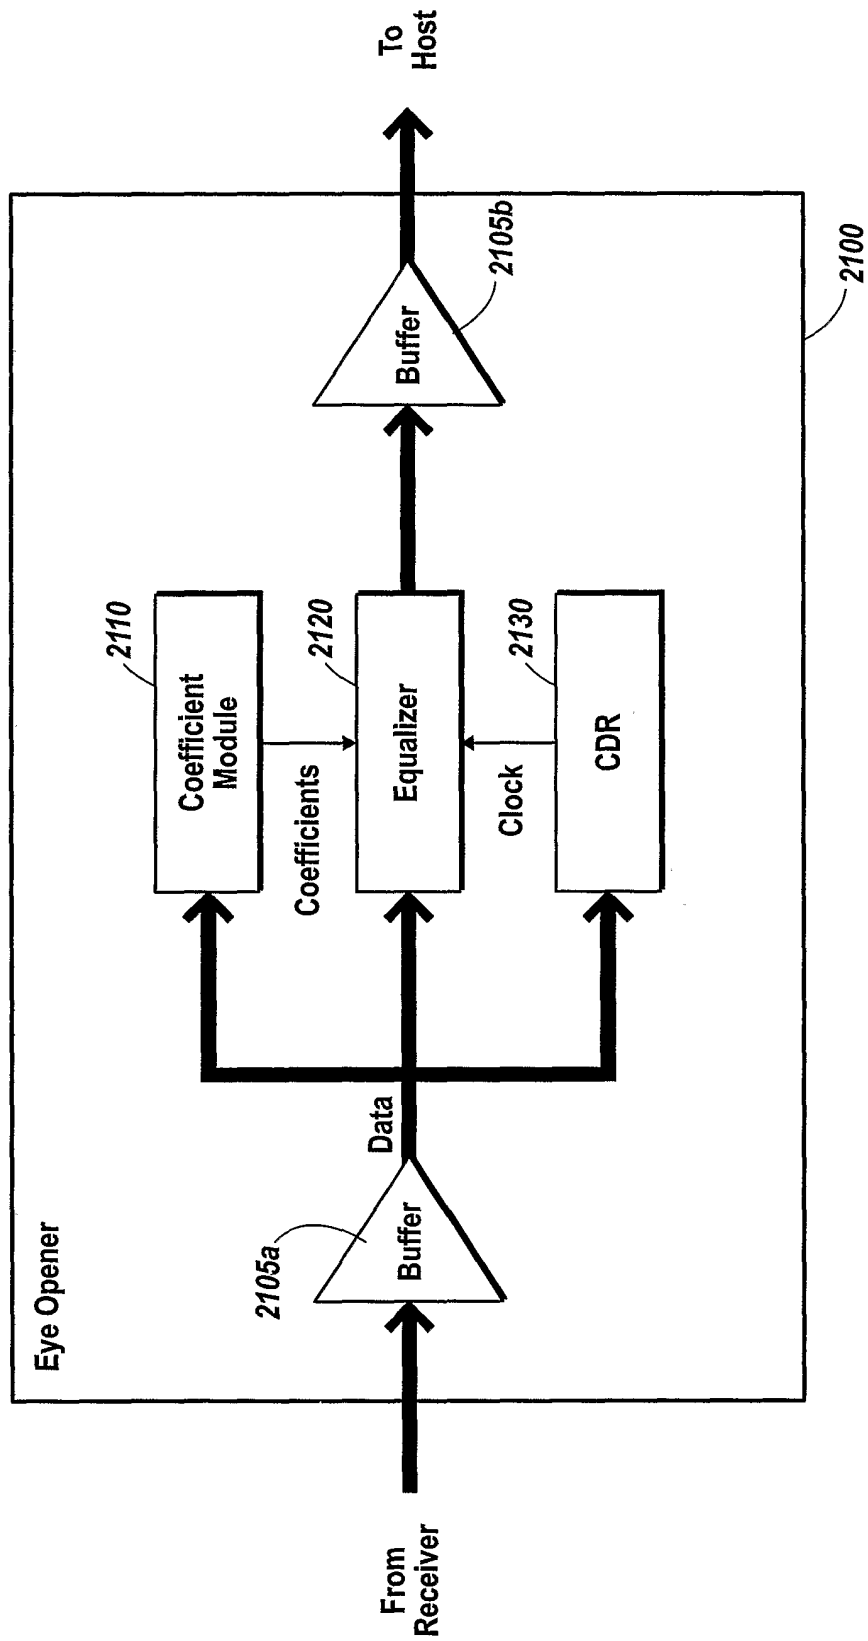 Eye Opener
From
Receiver
2105a
Buffer
Data
Coefficient
Module
2110
Coefficients
Equalizer
2120
Clock
CDR
2130
Buffer
2105b
To
Host
2100